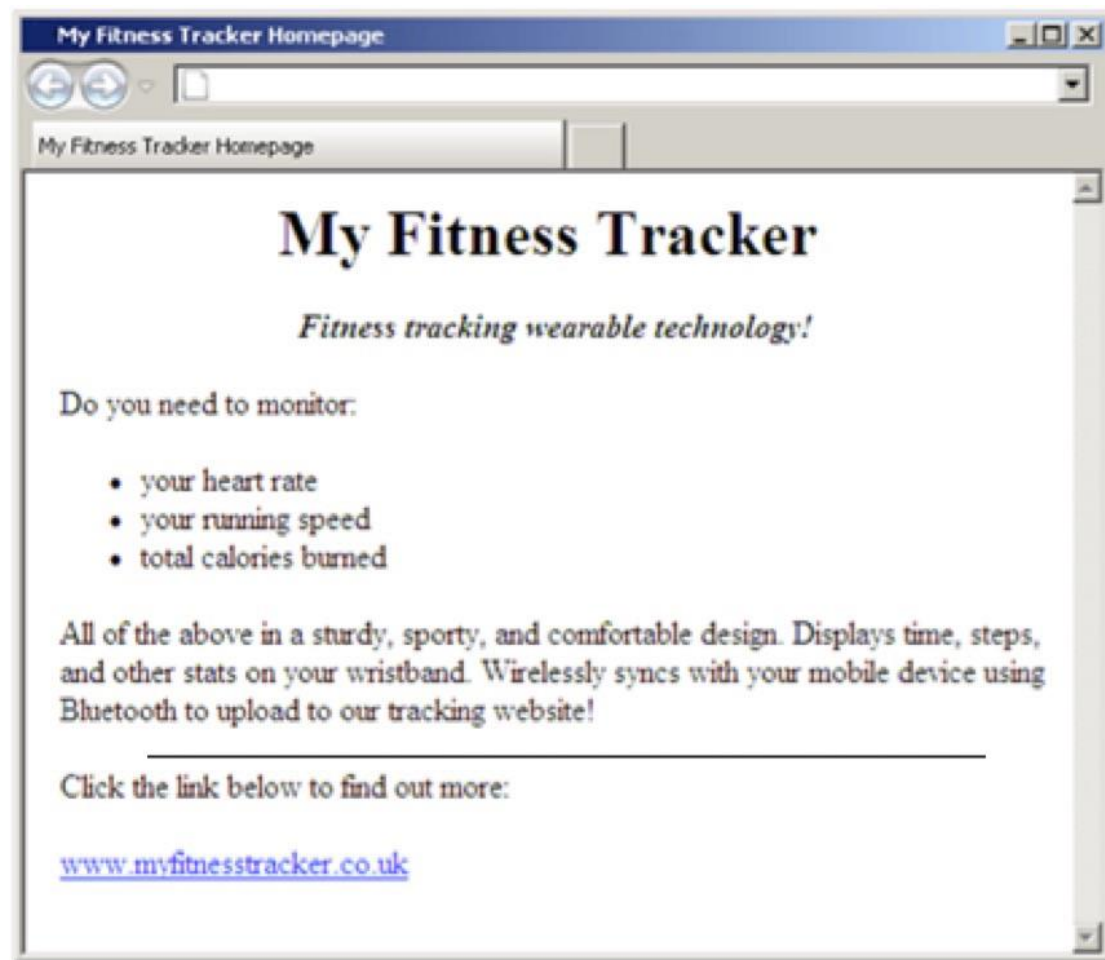 My Fitness Tracker Homepage
My Fitness Tracker Homepage
My Fitness Tracker
Fitness tracking wearable technology!
Do you need to monitor:
• your heart rate
• your running speed
• total calories burned
All of the above in a sturdy, sporty, and comfortable design. Displays time, steps,
and other stats on your wristband. Wirelessly syncs with your mobile device using
Bluetooth to upload to our tracking website!
Click the link below to find out more:
www.myfitnesstracker.co.uk